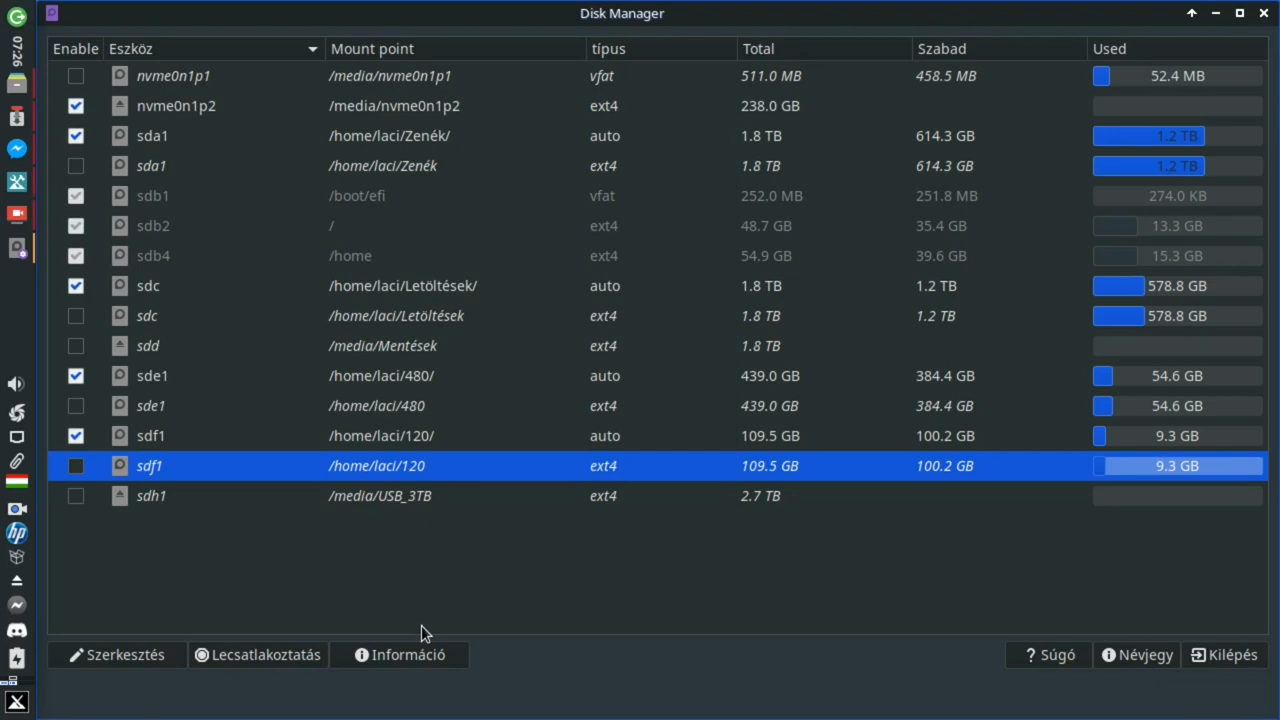 Disk Manager
07:26
Enable Eszköz Mount point típus Total Szabad Used
nvme0n1p1 /media/nvme0n1p1 vfat 511.0 MB 458.5 MB 52.4 MB
nvme0n1p2 /media/nvme0n1p2 ext4 238.0 GB
sda1 /home/laci/Zenék/ auto 1.8 TB 614.3 GB 1.2 TB
sda1 /home/laci/Zenék ext4 1.8 TB 614.3 GB 1.2 TB
sdb1 /boot/efi vfat 252.0 MB 251.8 MB 274.0 KB
sdb2 / ext4 48.7 GB 35.4 GB 13.3 GB
sdb4 /home ext4 54.9 GB 39.6 GB 15.3 GB
sdc /home/laci/Letöltések/ auto 1.8 TB 1.2 TB 578.8 GB
sdc /home/laci/Letöltések ext4 1.8 TB 1.2 TB 578.8 GB
sdd /media/Mentések ext4 1.8 TB
sde1 /home/laci/480/ auto 439.0 GB 384.4 GB 54.6 GB
sde1 /home/laci/480 ext4 439.0 GB 384.4 GB 54.6 GB
sdf1 /home/laci/120/ auto 109.5 GB 100.2 GB 9.3 GB
sdf1 /home/laci/120 ext4 109.5 GB 100.2 GB 9.3 GB
sdh1 /media/USB_3TB ext4 2.7 TB
hp
Szerkesztés Lecsatlakoztatás Információ ? Súgó Névjegy Kilépés